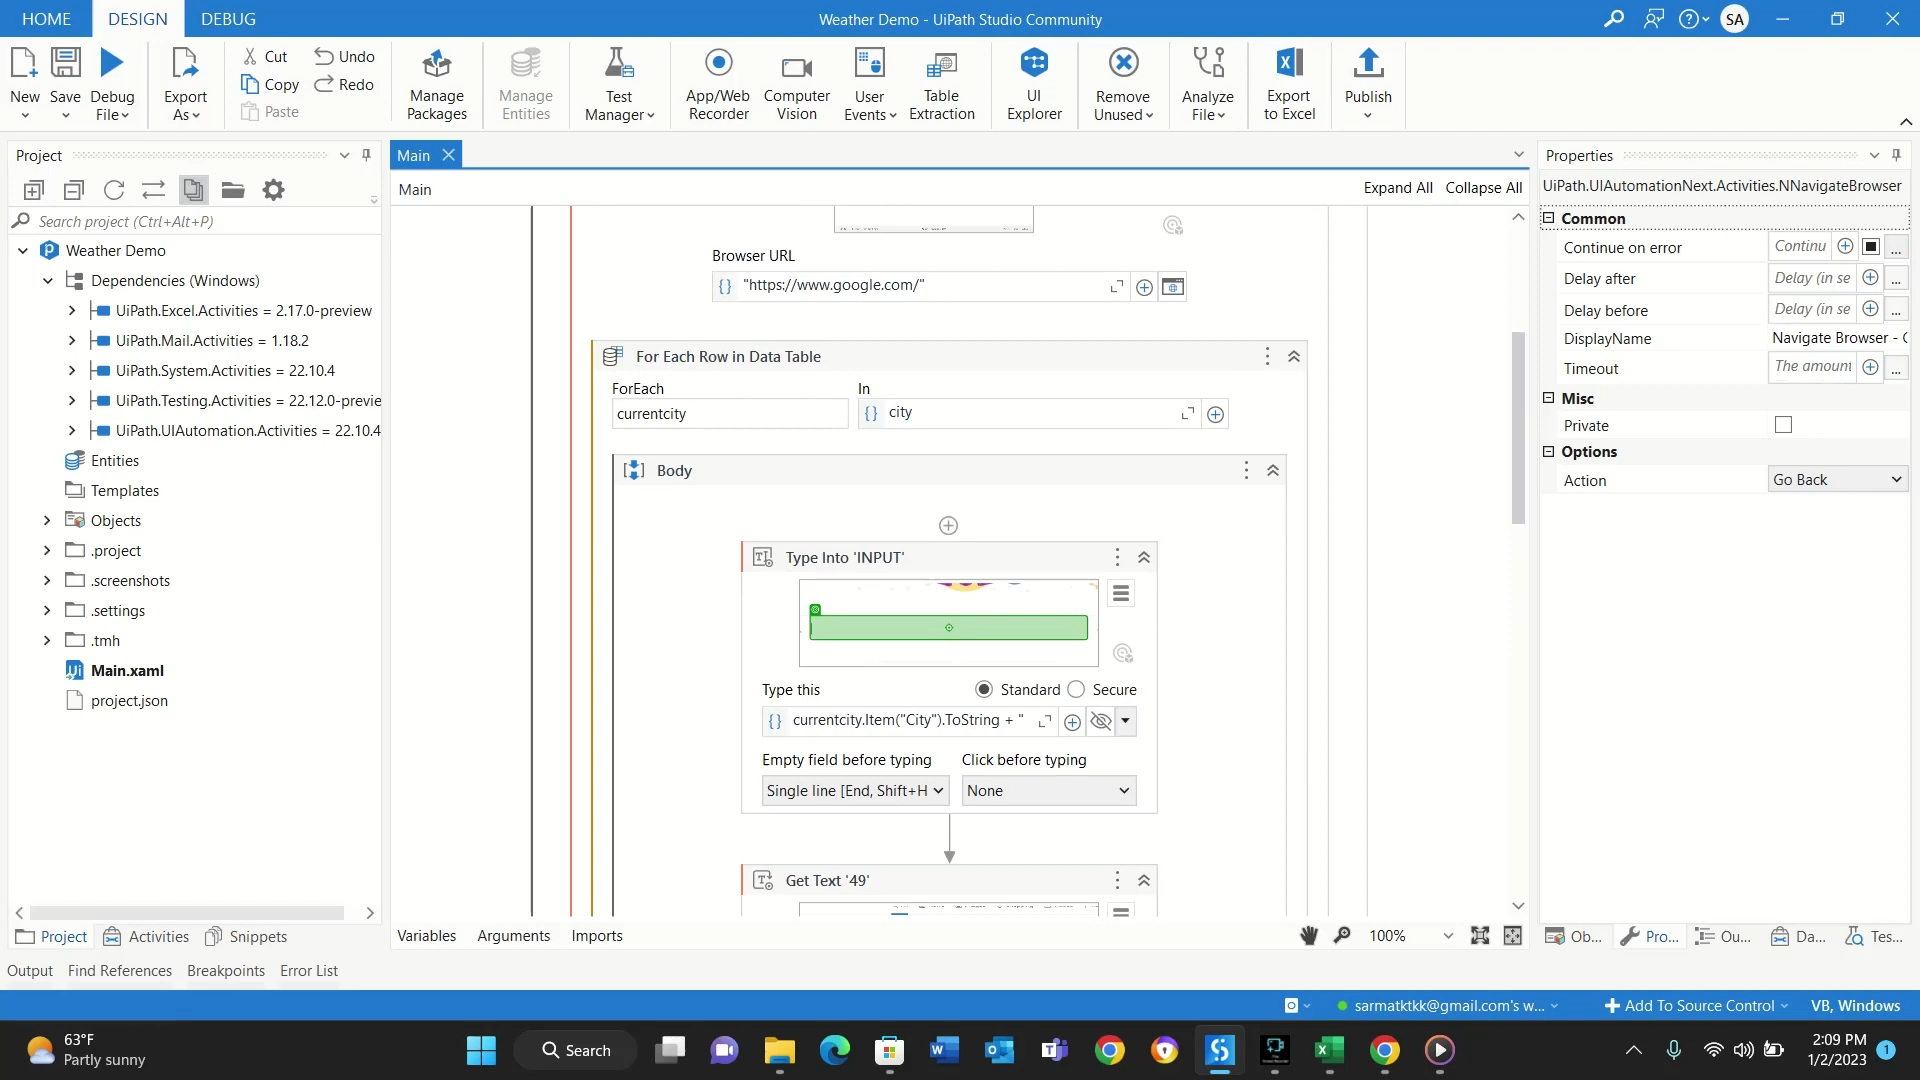 HOME DESIGN DEBUG Weather Demo - UiPath Studio Community SA
New Save Debug File Export As Cut Copy Paste Undo Redo Manage Packages Manage Entities Test Manager App/Web Recorder Computer Vision User Events Table Extraction UI Explorer Remove Unused Analyze File Export to Excel Publish
Project
Search project (Ctrl+Alt+P)
Weather Demo
Dependencies (Windows)
UiPath.Excel.Activities = 2.17.0-preview
UiPath.Mail.Activities = 1.18.2
UiPath.System.Activities = 22.10.4
UiPath.Testing.Activities = 22.12.0-previe
UiPath.UIAutomation.Activities = 22.10.4
Entities
Templates
Objects
.project
.screenshots
.settings
.tmh
Main.xaml
project.json
Project Activities Snippets
Main
Main Expand All Collapse All
Browser URL
"https://www.google.com/"
For Each Row in Data Table
ForEach In
currentcity city
Body
Type Into 'INPUT'
Type this Standard Secure
currentcity.Item("City").ToString + "
Empty field before typing Click before typing
Single line [End, Shift+H None
Get Text '49'
Variables Arguments Imports 100%
Properties
UiPath.UIAutomationNext.Activities.NNavigateBrowser
Common
Continue on error Continu ...
Delay after Delay (in se ...
Delay before Delay (in se ...
DisplayName Navigate Browser - G
Timeout The amount ...
Misc
Private
Options
Action Go Back
Ob... Pro... Ou... Da... Tes...
Output Find References Breakpoints Error List
sarmatktkk@gmail.com's w... Add To Source Control VB, Windows
63°F
Partly sunny
Search
2:09 PM
1/2/2023 1